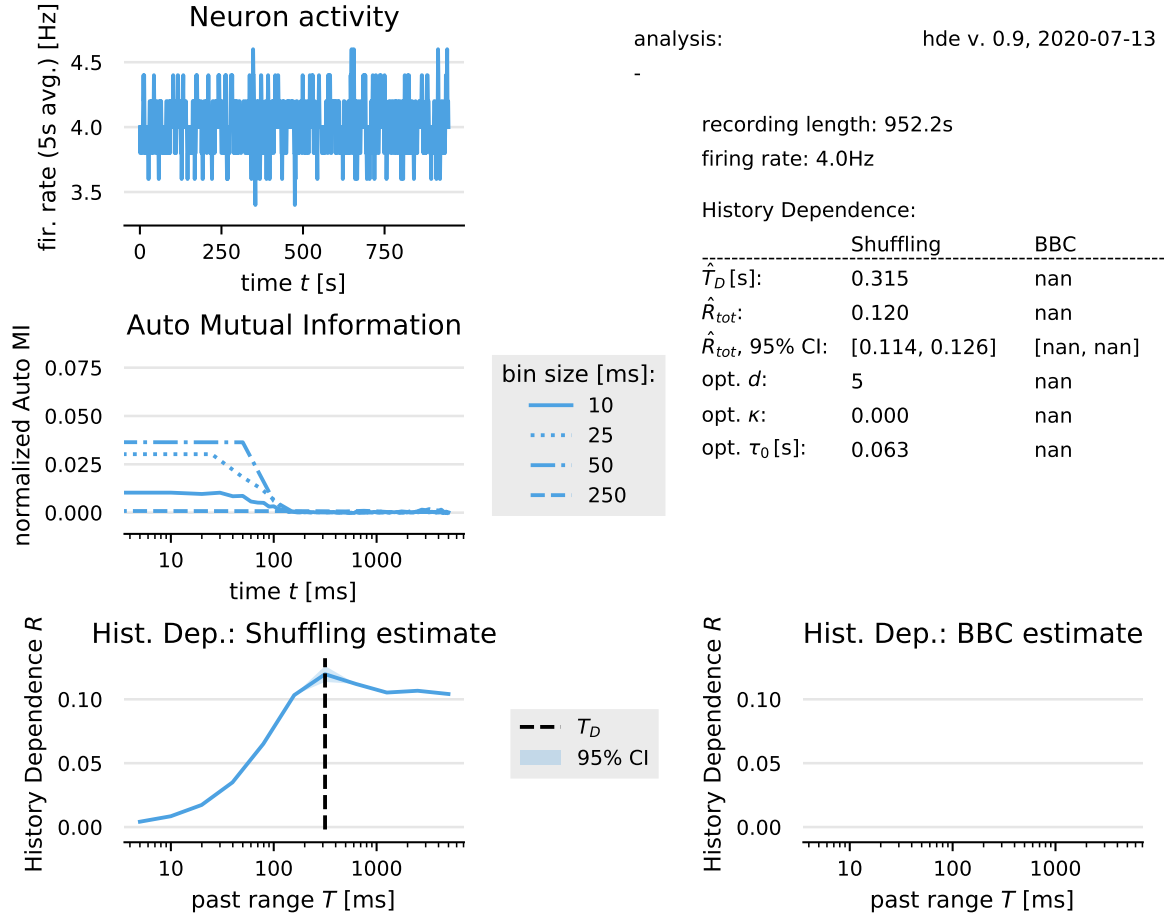 Neuron activity
fir. rate (5s avg.) [Hz]
4.5
4.0
3.5
0 250 500 750
time t [s]
analysis: hde v. 0.9, 2020-07-13
-
recording length: 952.2s
firing rate: 4.0Hz
History Dependence:
Shuffling BBC
T̂_D [s]: 0.315 nan
R̂_tot: 0.120 nan
R̂_tot, 95% CI: [0.114, 0.126] [nan, nan]
opt. d: 5 nan
opt. κ: 0.000 nan
opt. τ₀ [s]: 0.063 nan
Auto Mutual Information
normalized Auto MI
0.075
0.050
0.025
0.000
10 100 1000
time t [ms]
bin size [ms]:
10
25
50
250
Hist. Dep.: Shuffling estimate
History Dependence R
0.10
0.05
0.00
10 100 1000
past range T [ms]
T_D
95% CI
Hist. Dep.: BBC estimate
History Dependence R
0.10
0.05
0.00
10 100 1000
past range T [ms]